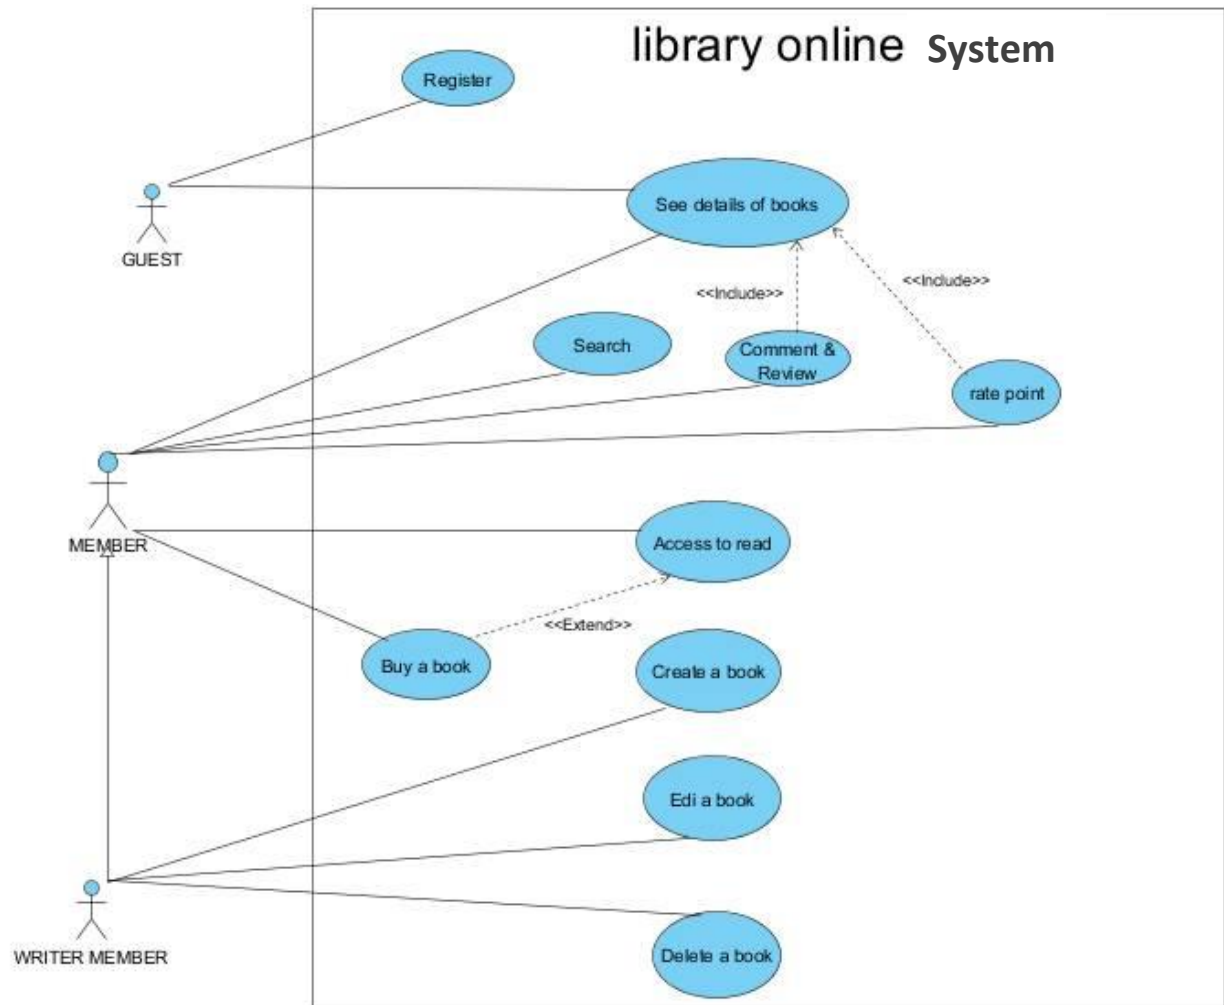 library online System
Register
See details of books
GUEST
<<Include>>
<<Include>>
Search
Comment &
Review
rate point
MEMBER
Access to read
<<Extend>>
Buy a book
Create a book
Edi a book
WRITER MEMBER
Delete a book